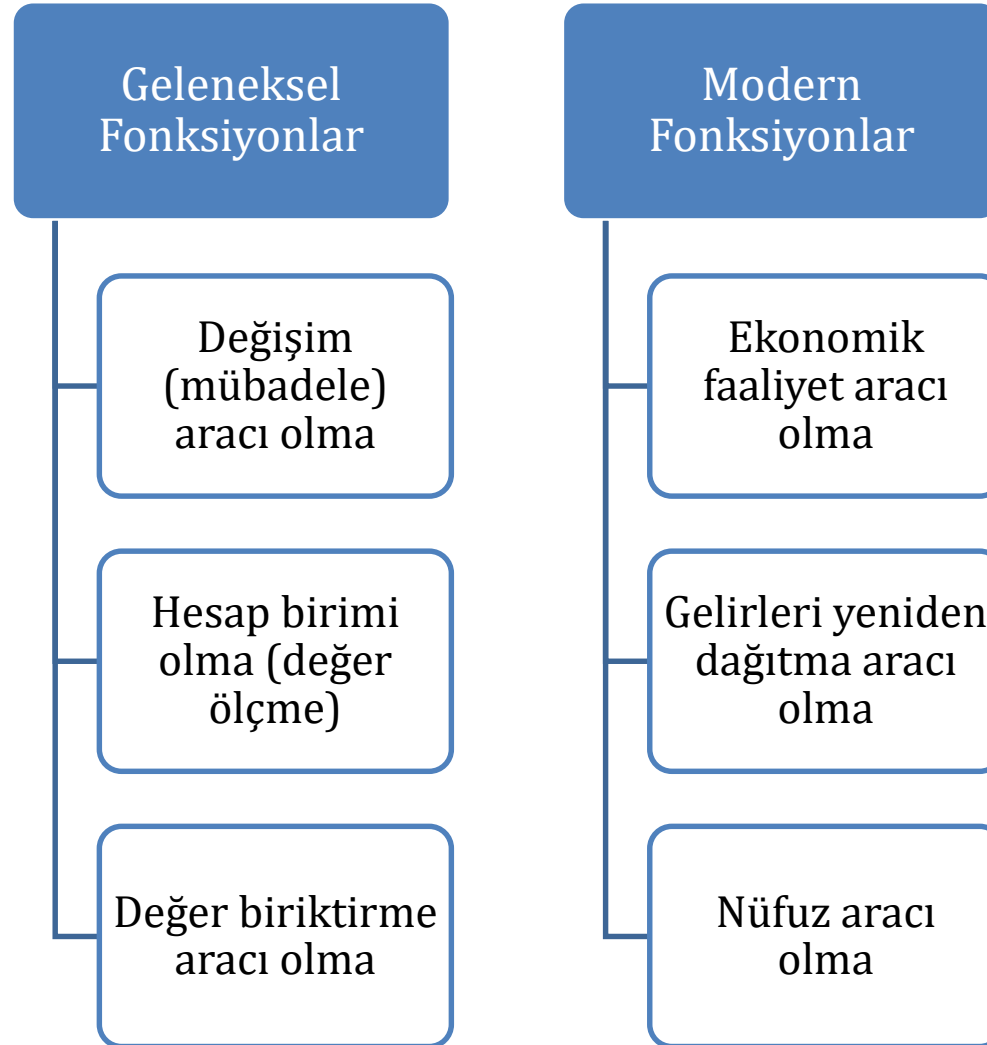 Geleneksel
Fonksiyonlar
Değişim
(mübadele)
aracı olma
Hesap birimi
olma (değer
ölçme)
Değer biriktirme
aracı olma
Modern
Fonksiyonlar
Ekonomik
faaliyet aracı
olma
Gelirleri yeniden
dağıtma aracı
olma
Nüfuz aracı
olma